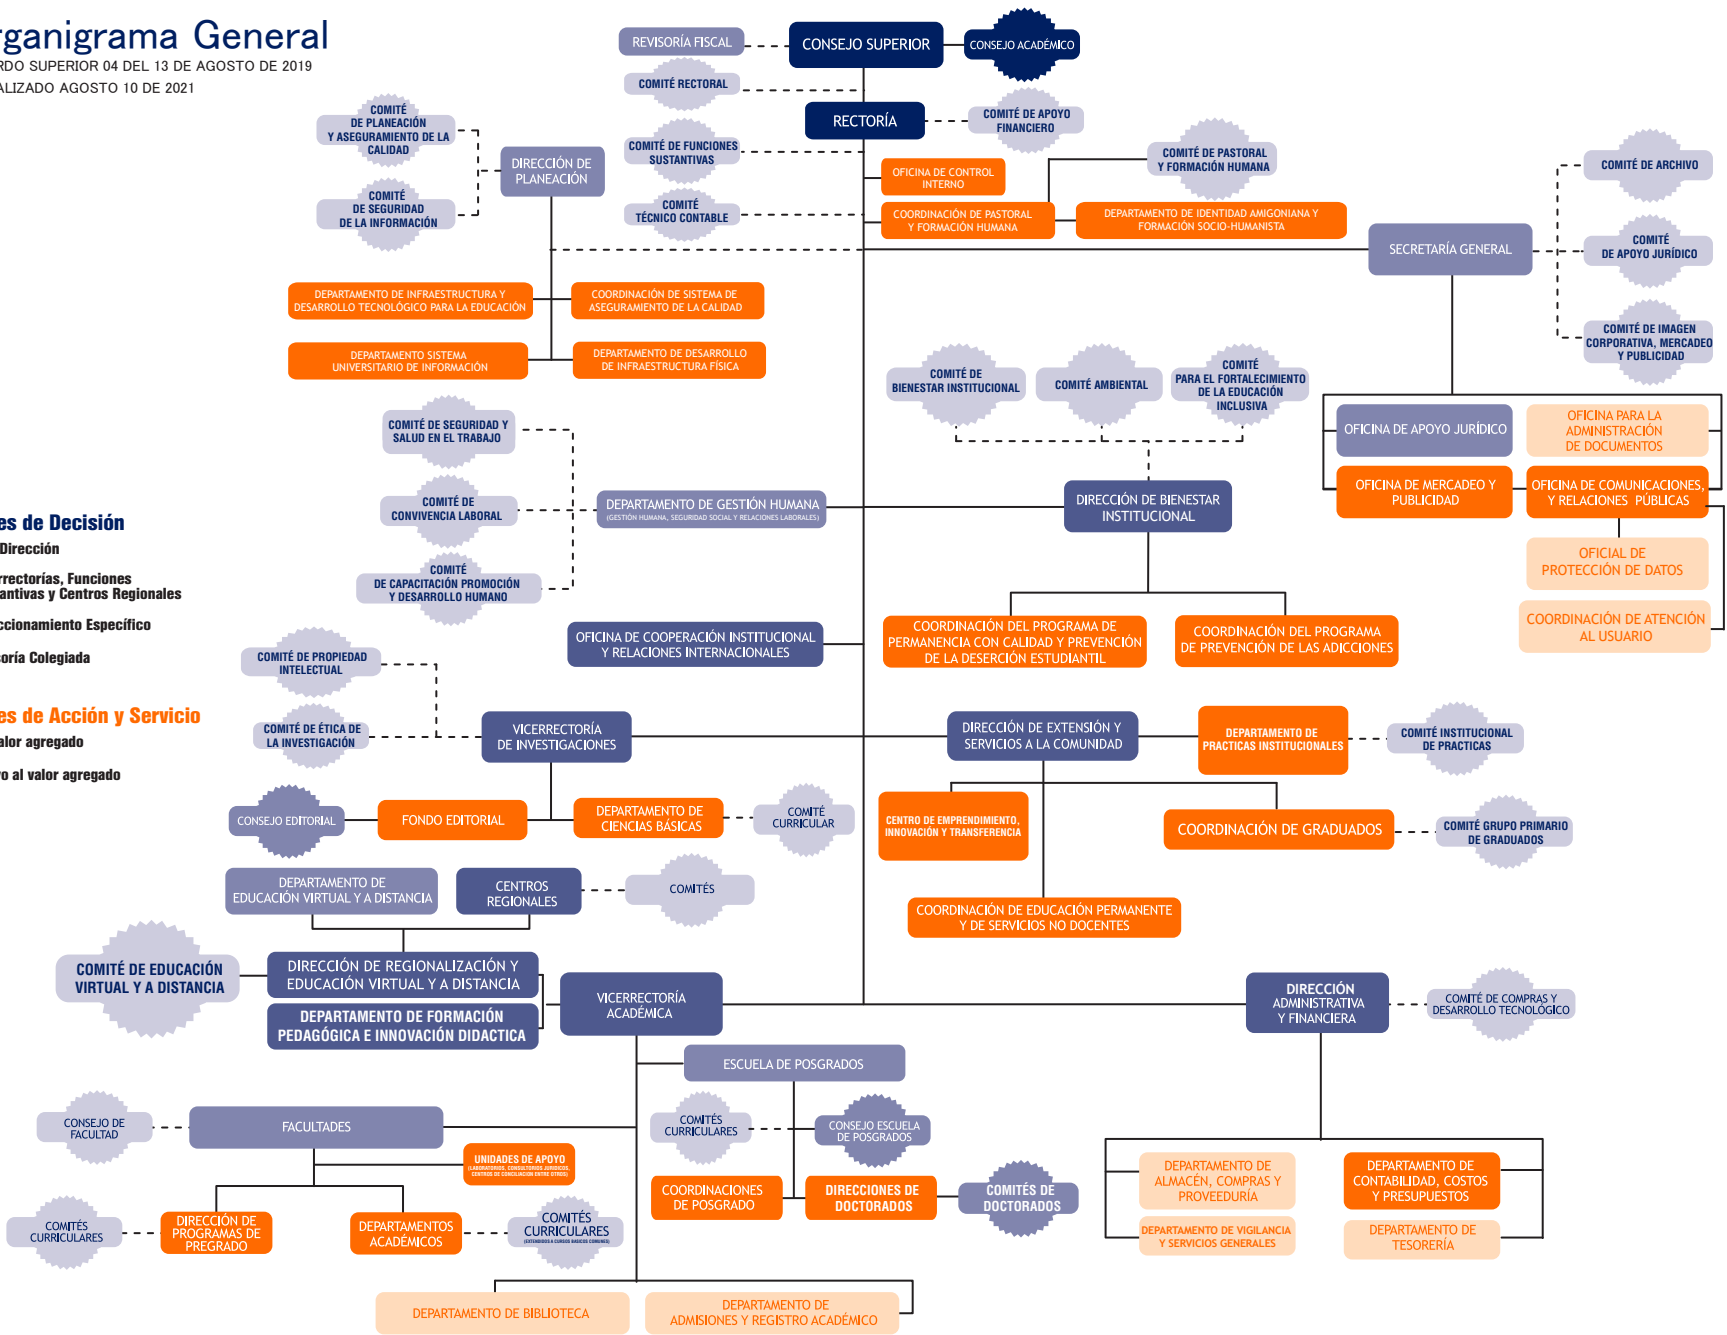 rganigrama General
RDO SUPERIOR 04 DEL 13 DE AGOSTO DE 2019
ALIZADO AGOSTO 10 DE 2021
REVISORÍA FISCAL
CONSEJO SUPERIOR
CONSEJO ACADÉMICO
COMITÉ RECTORAL
RECTORÍA
COMITÉ DE APOYO
FINANCIERO
COMITÉ
DE PLANEACIÓN
Y ASEGURAMIENTO DE LA
CALIDAD
DIRECCIÓN DE
PLANEACIÓN
COMITÉ
DE SEGURIDAD
DE LA INFORMACIÓN
COMITÉ DE FUNCIONES
SUSTANTIVAS
COMITÉ
TÉCNICO CONTABLE
OFICINA DE CONTROL
INTERNO
COMITÉ DE PASTORAL
Y FORMACIÓN HUMANA
COORDINACIÓN DE PASTORAL
Y FORMACIÓN HUMANA
DEPARTAMENTO DE IDENTIDAD AMIGONIANA Y
FORMACIÓN SOCIO-HUMANISTA
SECRETARÍA GENERAL
COMITÉ DE ARCHIVO
COMITÉ
DE APOYO JURÍDICO
COMITÉ DE IMAGEN
CORPORATIVA, MERCADEO
Y PUBLICIDAD
DEPARTAMENTO DE INFRAESTRUCTURA Y
DESARROLLO TECNOLÓGICO PARA LA EDUCACIÓN
COORDINACIÓN DE SISTEMA DE
ASEGURAMIENTO DE LA CALIDAD
DEPARTAMENTO SISTEMA
UNIVERSITARIO DE INFORMACIÓN
DEPARTAMENTO DE DESARROLLO
DE INFRAESTRUCTURA FÍSICA
COMITÉ DE
BIENESTAR INSTITUCIONAL
COMITÉ AMBIENTAL
COMITÉ
PARA EL FORTALECIMIENTO
DE LA EDUCACIÓN
INCLUSIVA
OFICINA DE APOYO JURÍDICO
OFICINA PARA LA
ADMINISTRACIÓN
DE DOCUMENTOS
OFICINA DE MERCADEO Y
PUBLICIDAD
OFICINA DE COMUNICACIONES,
Y RELACIONES PÚBLICAS
OFICIAL DE
PROTECCIÓN DE DATOS
COORDINACIÓN DE ATENCIÓN
AL USUARIO
COMITÉ DE SEGURIDAD Y
SALUD EN EL TRABAJO
COMITÉ DE
CONVIVENCIA LABORAL
COMITÉ
DE CAPACITACIÓN PROMOCIÓN
Y DESARROLLO HUMANO
DEPARTAMENTO DE GESTIÓN HUMANA
(GESTIÓN HUMANA, SEGURIDAD SOCIAL Y RELACIONES LABORALES)
DIRECCIÓN DE BIENESTAR
INSTITUCIONAL
es de Decisión
Dirección
rrectorías, Funciones
antivas y Centros Regionales
ccionamiento Específico
soría Colegiada
es de Acción y Servicio
alor agregado
yo al valor agregado
OFICINA DE COOPERACIÓN INSTITUCIONAL
Y RELACIONES INTERNACIONALES
COORDINACIÓN DEL PROGRAMA DE
PERMANENCIA CON CALIDAD Y PREVENCIÓN
DE LA DESERCIÓN ESTUDIANTIL
COORDINACIÓN DEL PROGRAMA
DE PREVENCIÓN DE LAS ADICCIONES
COMITÉ DE PROPIEDAD
INTELECTUAL
COMITÉ DE ÉTICA DE
LA INVESTIGACIÓN
VICERRECTORÍA
DE INVESTIGACIONES
DIRECCIÓN DE EXTENSIÓN Y
SERVICIOS A LA COMUNIDAD
DEPARTAMENTO DE
PRACTICAS INSTITUCIONALES
COMITÉ INSTITUCIONAL
DE PRACTICAS
CONSEJO EDITORIAL
FONDO EDITORIAL
DEPARTAMENTO DE
CIENCIAS BÁSICAS
COMITÉ
CURRICULAR
CENTRO DE EMPRENDIMIENTO,
INNOVACIÓN Y TRANSFERENCIA
COORDINACIÓN DE GRADUADOS
COMITÉ GRUPO PRIMARIO
DE GRADUADOS
DEPARTAMENTO DE
EDUCACIÓN VIRTUAL Y A DISTANCIA
CENTROS
REGIONALES
COMITÉS
COORDINACIÓN DE EDUCACIÓN PERMANENTE
Y DE SERVICIOS NO DOCENTES
COMITÉ DE EDUCACIÓN
VIRTUAL Y A DISTANCIA
DIRECCIÓN DE REGIONALIZACIÓN Y
EDUCACIÓN VIRTUAL Y A DISTANCIA
DEPARTAMENTO DE FORMACIÓN
PEDAGÓGICA E INNOVACIÓN DIDACTICA
VICERRECTORÍA
ACADÉMICA
DIRECCIÓN
ADMINISTRATIVA
Y FINANCIERA
COMITÉ DE COMPRAS Y
DESARROLLO TECNOLÓGICO
ESCUELA DE POSGRADOS
CONSEJO DE
FACULTAD
FACULTADES
COMITÉS
CURRICULARES
CONSEJO ESCUELA
DE POSGRADOS
UNIDADES DE APOYO
(LABORATORIOS, CONSULTORIOS JURIDICOS,
CENTROS DE CONCILIACION ENTRE OTROS)
COORDINACIONES
DE POSGRADO
DIRECCIONES DE
DOCTORADOS
COMITÉS DE
DOCTORADOS
DEPARTAMENTO DE
ALMACÉN, COMPRAS Y
PROVEEDURÍA
DEPARTAMENTO DE
CONTABILIDAD, COSTOS
Y PRESUPUESTOS
DEPARTAMENTO DE VIGILANCIA
Y SERVICIOS GENERALES
DEPARTAMENTO DE
TESORERÍA
COMITÉS
CURRICULARES
DIRECCIÓN DE
PROGRAMAS DE
PREGRADO
DEPARTAMENTOS
ACADÉMICOS
COMITÉS
CURRICULARES
(EXTENDIDOS A CURSOS BASICOS COMUNES)
DEPARTAMENTO DE BIBLIOTECA
DEPARTAMENTO DE
ADMISIONES Y REGISTRO ACADÉMICO